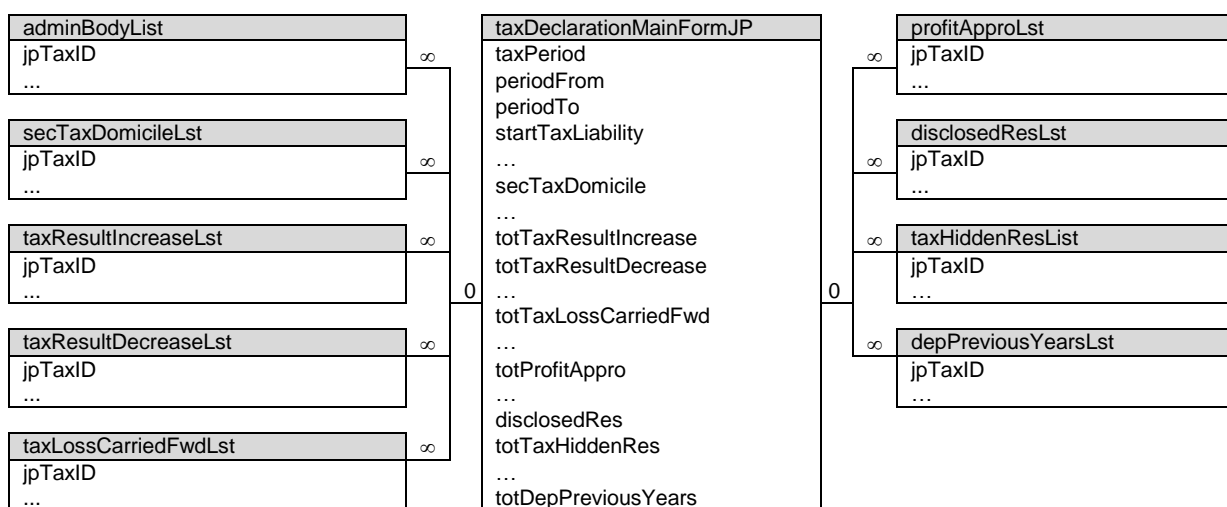 adminBodyList
jpTaxID
...
∞
secTaxDomicileLst
jpTaxID
...
∞
taxResultIncreaseLst
jpTaxID
...
∞
taxResultDecreaseLst
jpTaxID
...
∞
taxLossCarriedFwdLst
jpTaxID
...
∞
0
taxDeclarationMainFormJP
taxPeriod
periodFrom
periodTo
startTaxLiability
…
secTaxDomicile
…
totTaxResultIncrease
totTaxResultDecrease
…
totTaxLossCarriedFwd
…
totProfitAppro
…
disclosedRes
totTaxHiddenRes
…
totDepPreviousYears
0
∞
profitApproLst
jpTaxID
...
∞
disclosedResLst
jpTaxID
...
∞
taxHiddenResList
jpTaxID
…
∞
depPreviousYearsLst
jpTaxID
…